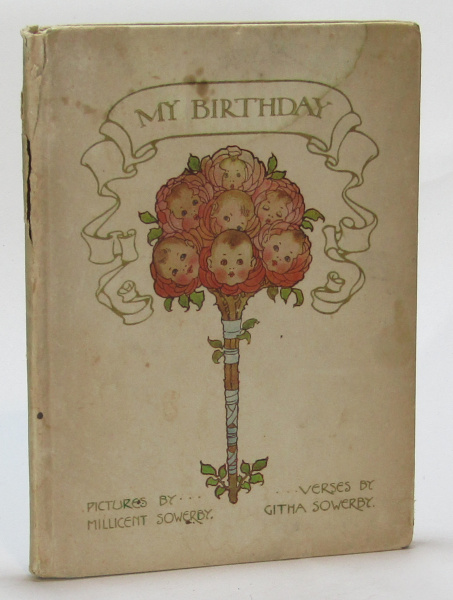 MY BIRTHDAY
PICTURES BY...
MILLICENT SOWERBY.
...VERSES BY
GITHA SOWERBY.